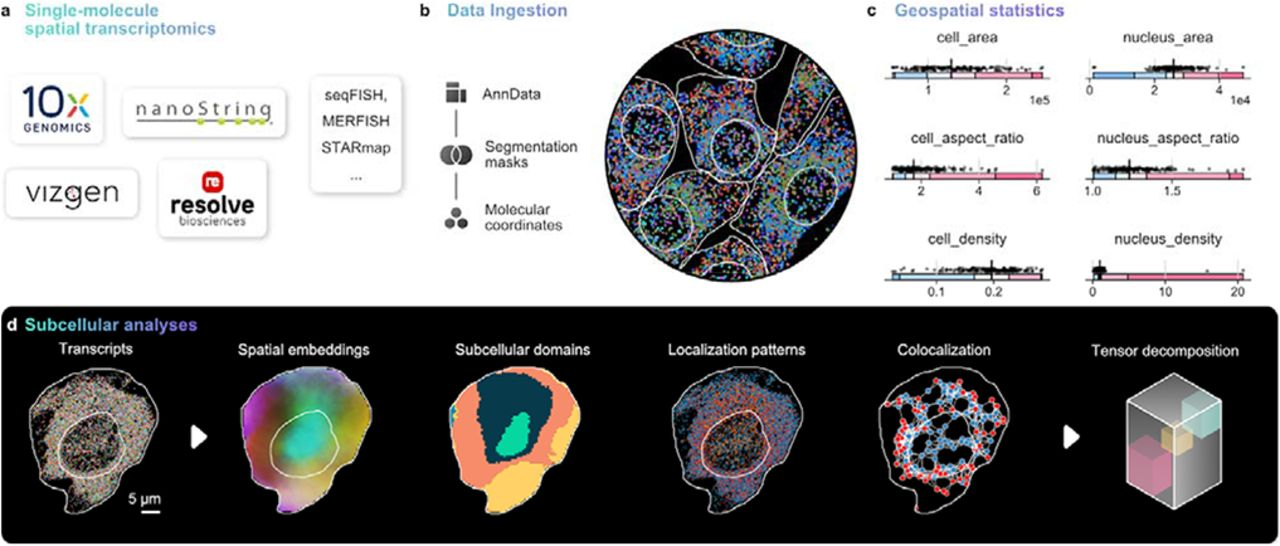 a Single-molecule
spatial transcriptomics
10x
GENOMICS
nanoString
vizgen
re
resolve
biosciences
seqFISH,
MERFISH
STARmap
...
b Data Ingestion
AnnData
Segmentation
masks
Molecular
coordinates
c Geospatial statistics
cell_area
1 2
1e5
nucleus_area
0 2 4
1e4
cell_aspect_ratio
2 4 6
nucleus_aspect_ratio
1.0 1.5
cell_density
0.1 0.2
nucleus_density
0 10 20
d Subcellular analyses
Transcripts
5 μm
Spatial embeddings
Subcellular domains
Localization patterns
Colocalization
Tensor decomposition